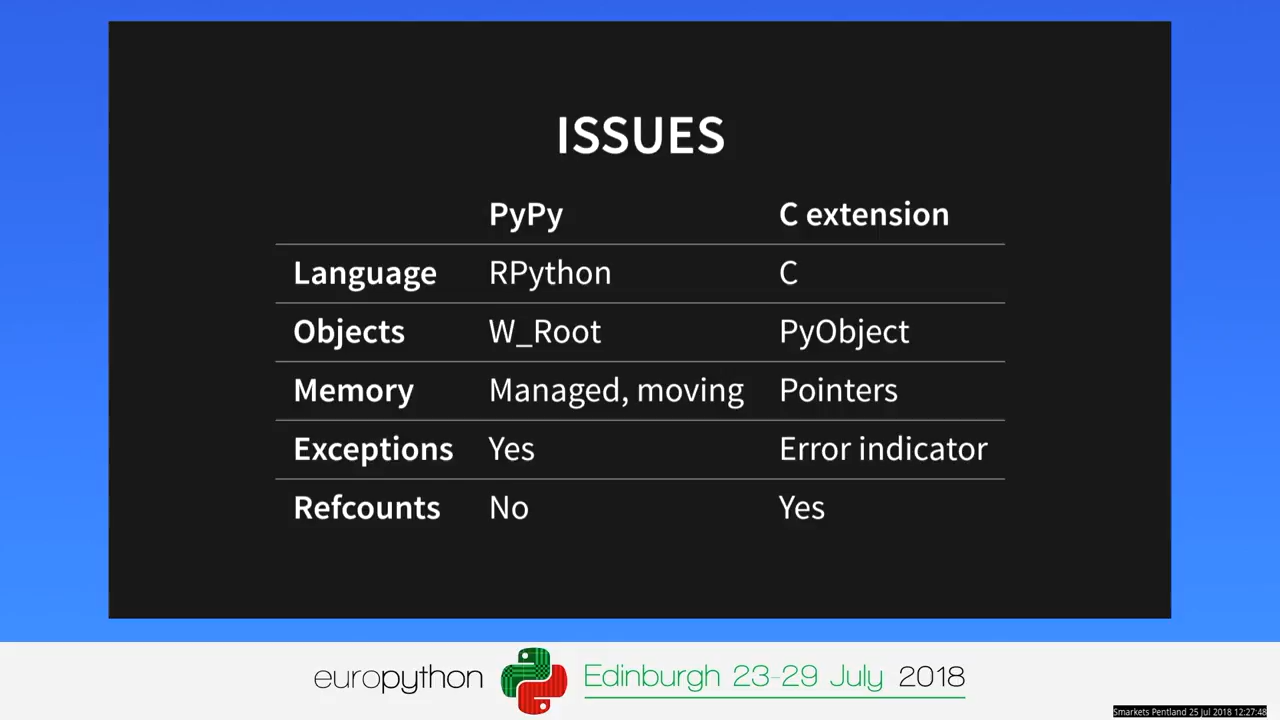 ISSUES
PyPy C extension
Language RPython C
Objects W_Root PyObject
Memory Managed, moving Pointers
Exceptions Yes Error indicator
Refcounts No Yes
europython Edinburgh 23-29 July 2018
Smarkets Pentland 25 Jul 2018 12:27:48